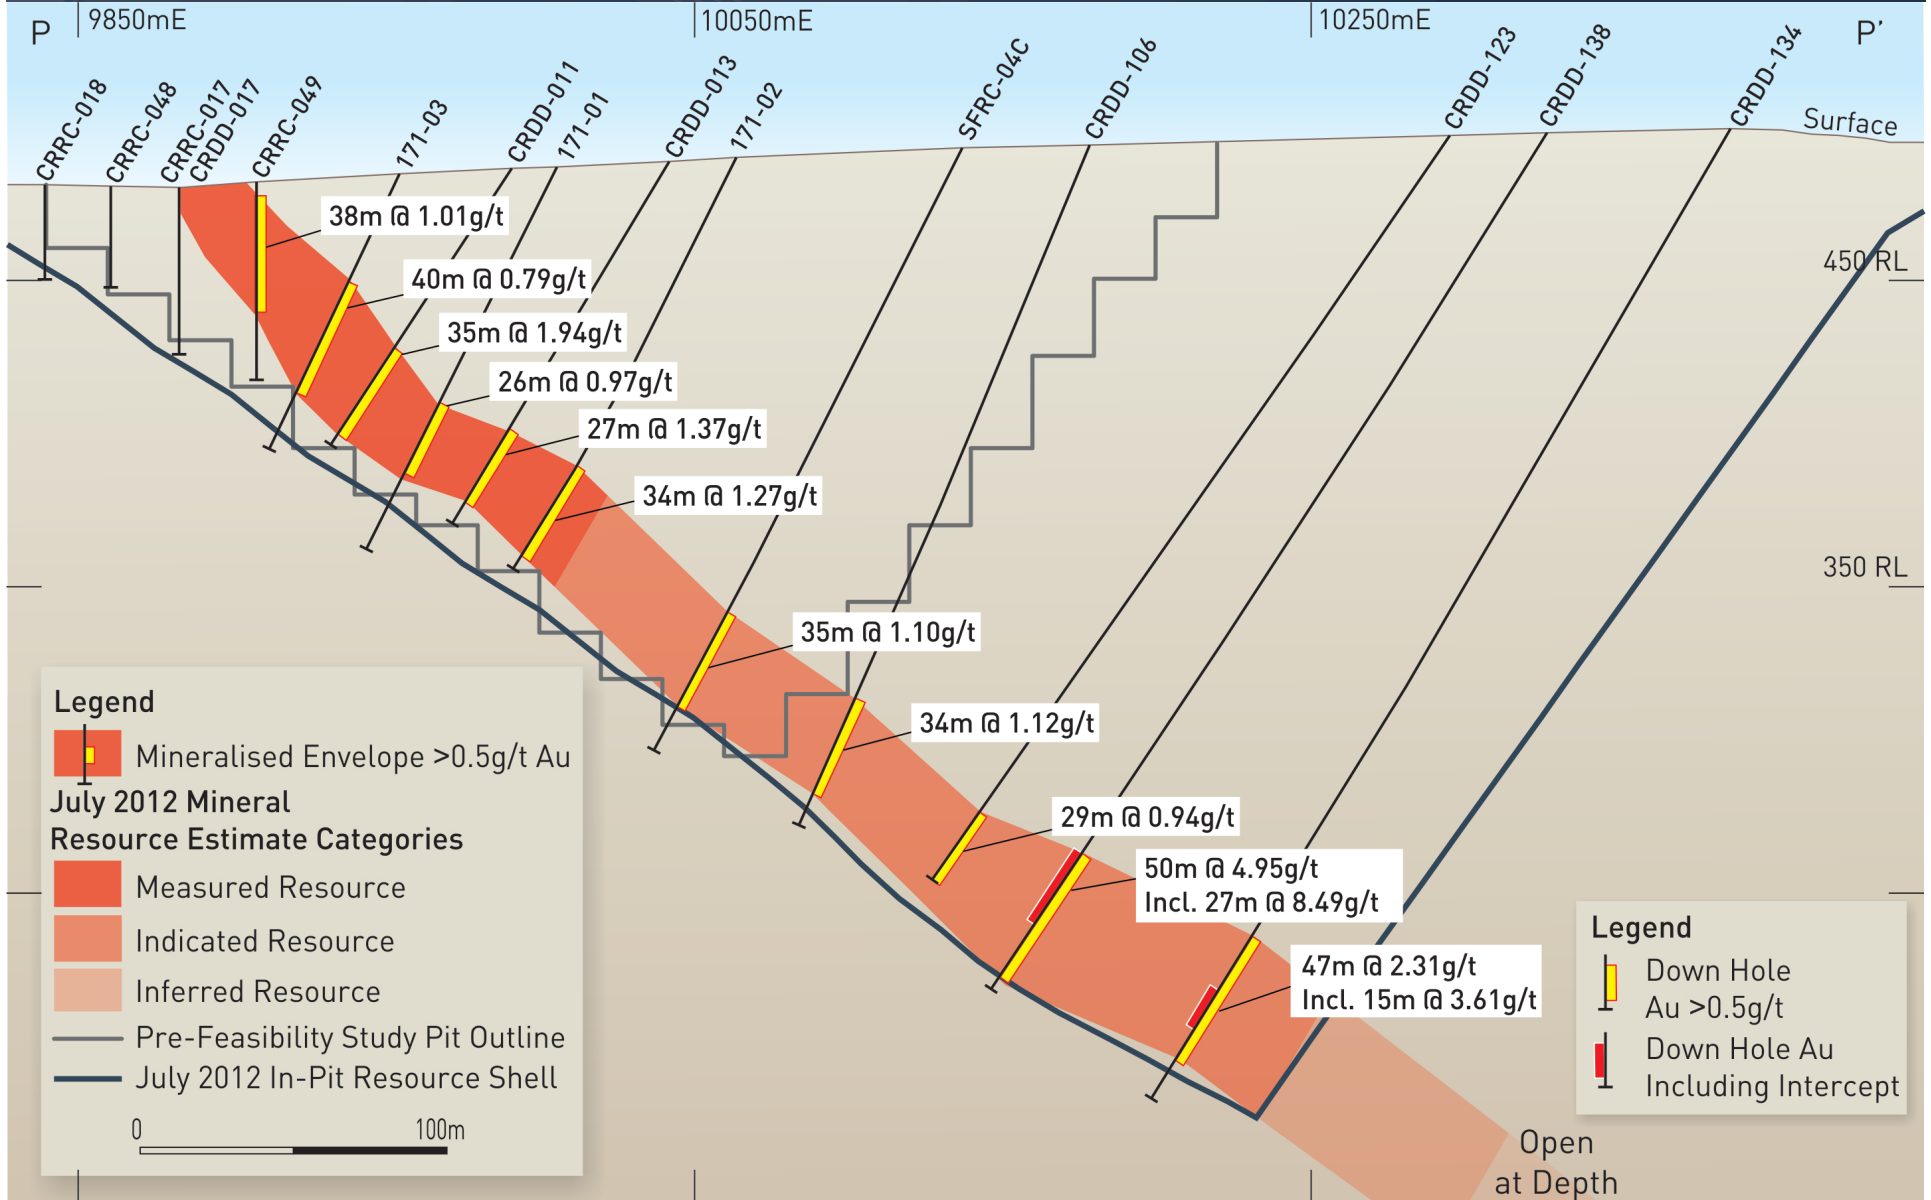 P
9850mE
10050mE
10250mE
P’
CRRC-018
CRRC-048
CRRC-017
CRDD-017
CRRC-049
171-03
CRDD-011
171-01
CRDD-013
171-02
SFRC-04C
CRDD-106
CRDD-123
CRDD-138
CRDD-134
Surface
38m @ 1.01g/t
40m @ 0.79g/t
35m @ 1.94g/t
26m @ 0.97g/t
27m @ 1.37g/t
34m @ 1.27g/t
35m @ 1.10g/t
34m @ 1.12g/t
29m @ 0.94g/t
50m @ 4.95g/t
Incl. 27m @ 8.49g/t
47m @ 2.31g/t
Incl. 15m @ 3.61g/t
450 RL
350 RL
Legend
Mineralised Envelope >0.5g/t Au
July 2012 Mineral
Resource Estimate Categories
Measured Resource
Indicated Resource
Inferred Resource
Pre-Feasibility Study Pit Outline
July 2012 In-Pit Resource Shell
0
100m
Legend
Down Hole
Au >0.5g/t
Down Hole Au
Including Intercept
Open
at Depth